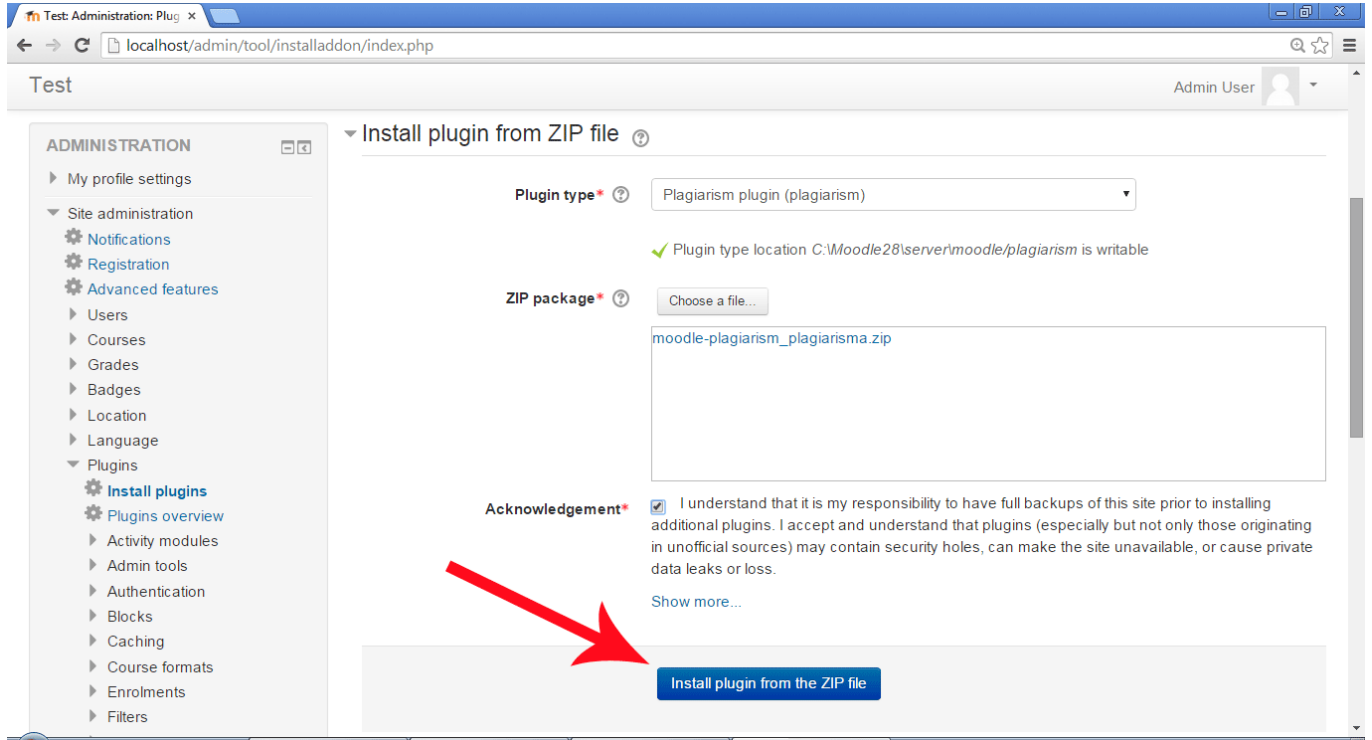 Test: Administration: Plug
localhost/admin/tool/installaddon/index.php
Test
Admin User
ADMINISTRATION
My profile settings
Site administration
Notifications
Registration
Advanced features
Users
Courses
Grades
Badges
Location
Language
Plugins
Install plugins
Plugins overview
Activity modules
Admin tools
Authentication
Blocks
Caching
Course formats
Enrolments
Filters
Install plugin from ZIP file
Plugin type*
Plagiarism plugin (plagiarism)
Plugin type location C:\Moodle28\server\moodle/plagiarism is writable
ZIP package*
Choose a file...
moodle-plagiarism_plagiarisma.zip
Acknowledgement*
I understand that it is my responsibility to have full backups of this site prior to installing
additional plugins. I accept and understand that plugins (especially but not only those originating
in unofficial sources) may contain security holes, can make the site unavailable, or cause private
data leaks or loss.
Show more...
Install plugin from the ZIP file